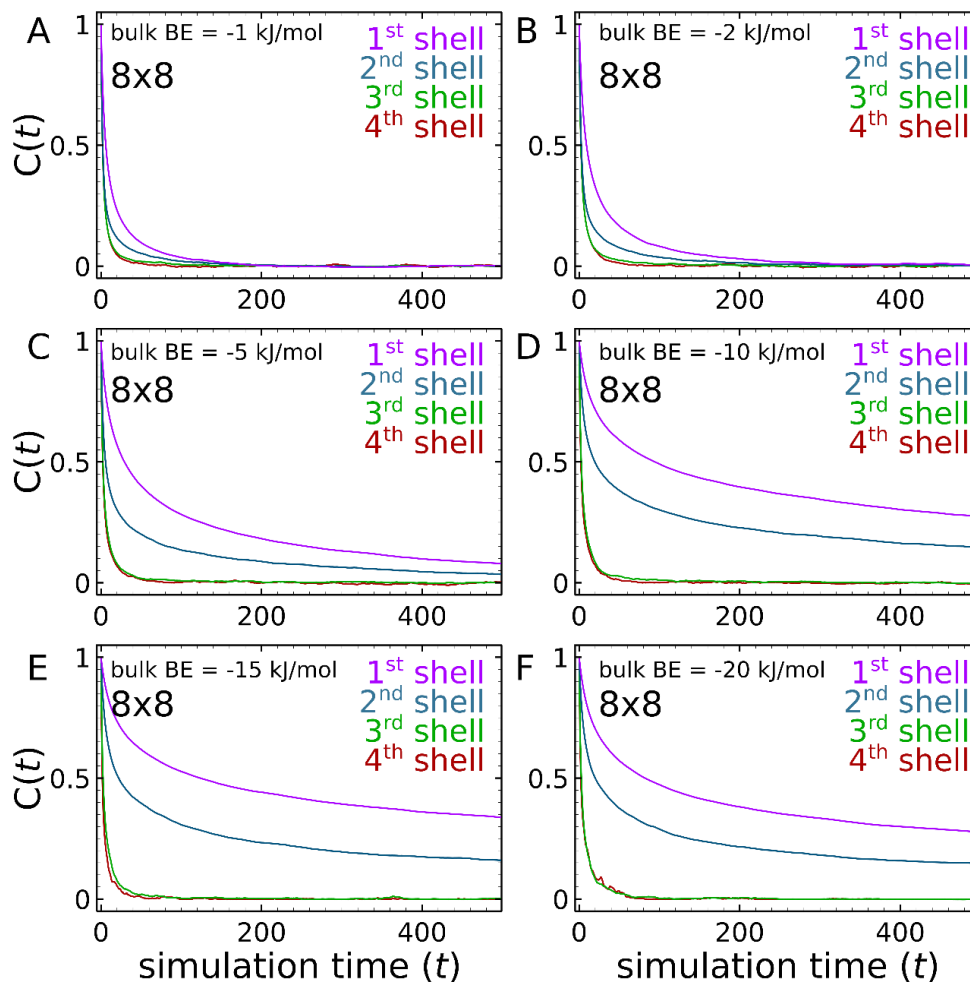 A
bulk BE = -1 kJ/mol
8x8
1st shell
2nd shell
3rd shell
4th shell
C(t)
1
0.5
0
0
200
400
B
bulk BE = -2 kJ/mol
8x8
1st shell
2nd shell
3rd shell
4th shell
1
0.5
0
0
200
400
C
bulk BE = -5 kJ/mol
8x8
1st shell
2nd shell
3rd shell
4th shell
C(t)
1
0.5
0
0
200
400
D
bulk BE = -10 kJ/mol
8x8
1st shell
2nd shell
3rd shell
4th shell
1
0.5
0
0
200
400
E
bulk BE = -15 kJ/mol
8x8
1st shell
2nd shell
3rd shell
4th shell
C(t)
1
0.5
0
0
200
400
simulation time (t)
F
bulk BE = -20 kJ/mol
8x8
1st shell
2nd shell
3rd shell
4th shell
1
0.5
0
0
200
400
simulation time (t)